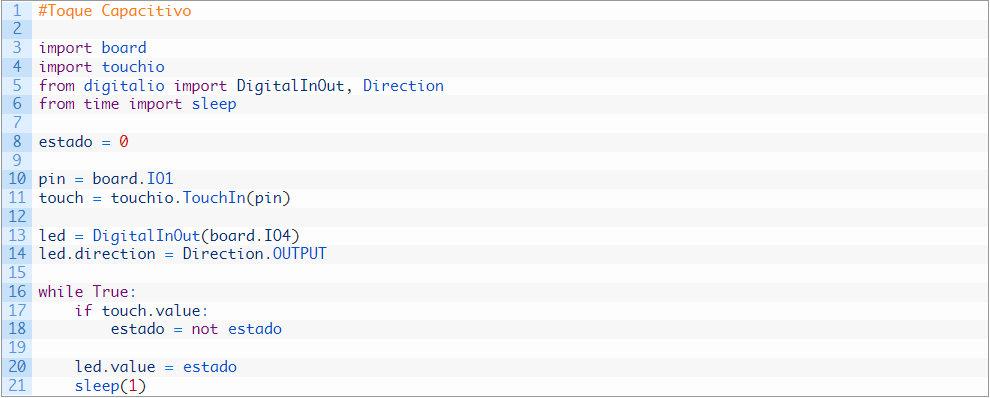 1 #Toque Capacitivo
2
3 import board
4 import touchio
5 from digitalio import DigitalInOut, Direction
6 from time import sleep
7
8 estado = 0
9
10 pin = board.IO1
11 touch = touchio.TouchIn(pin)
12
13 led = DigitalInOut(board.IO4)
14 led.direction = Direction.OUTPUT
15
16 while True:
17     if touch.value:
18         estado = not estado
19
20     led.value = estado
21     sleep(1)